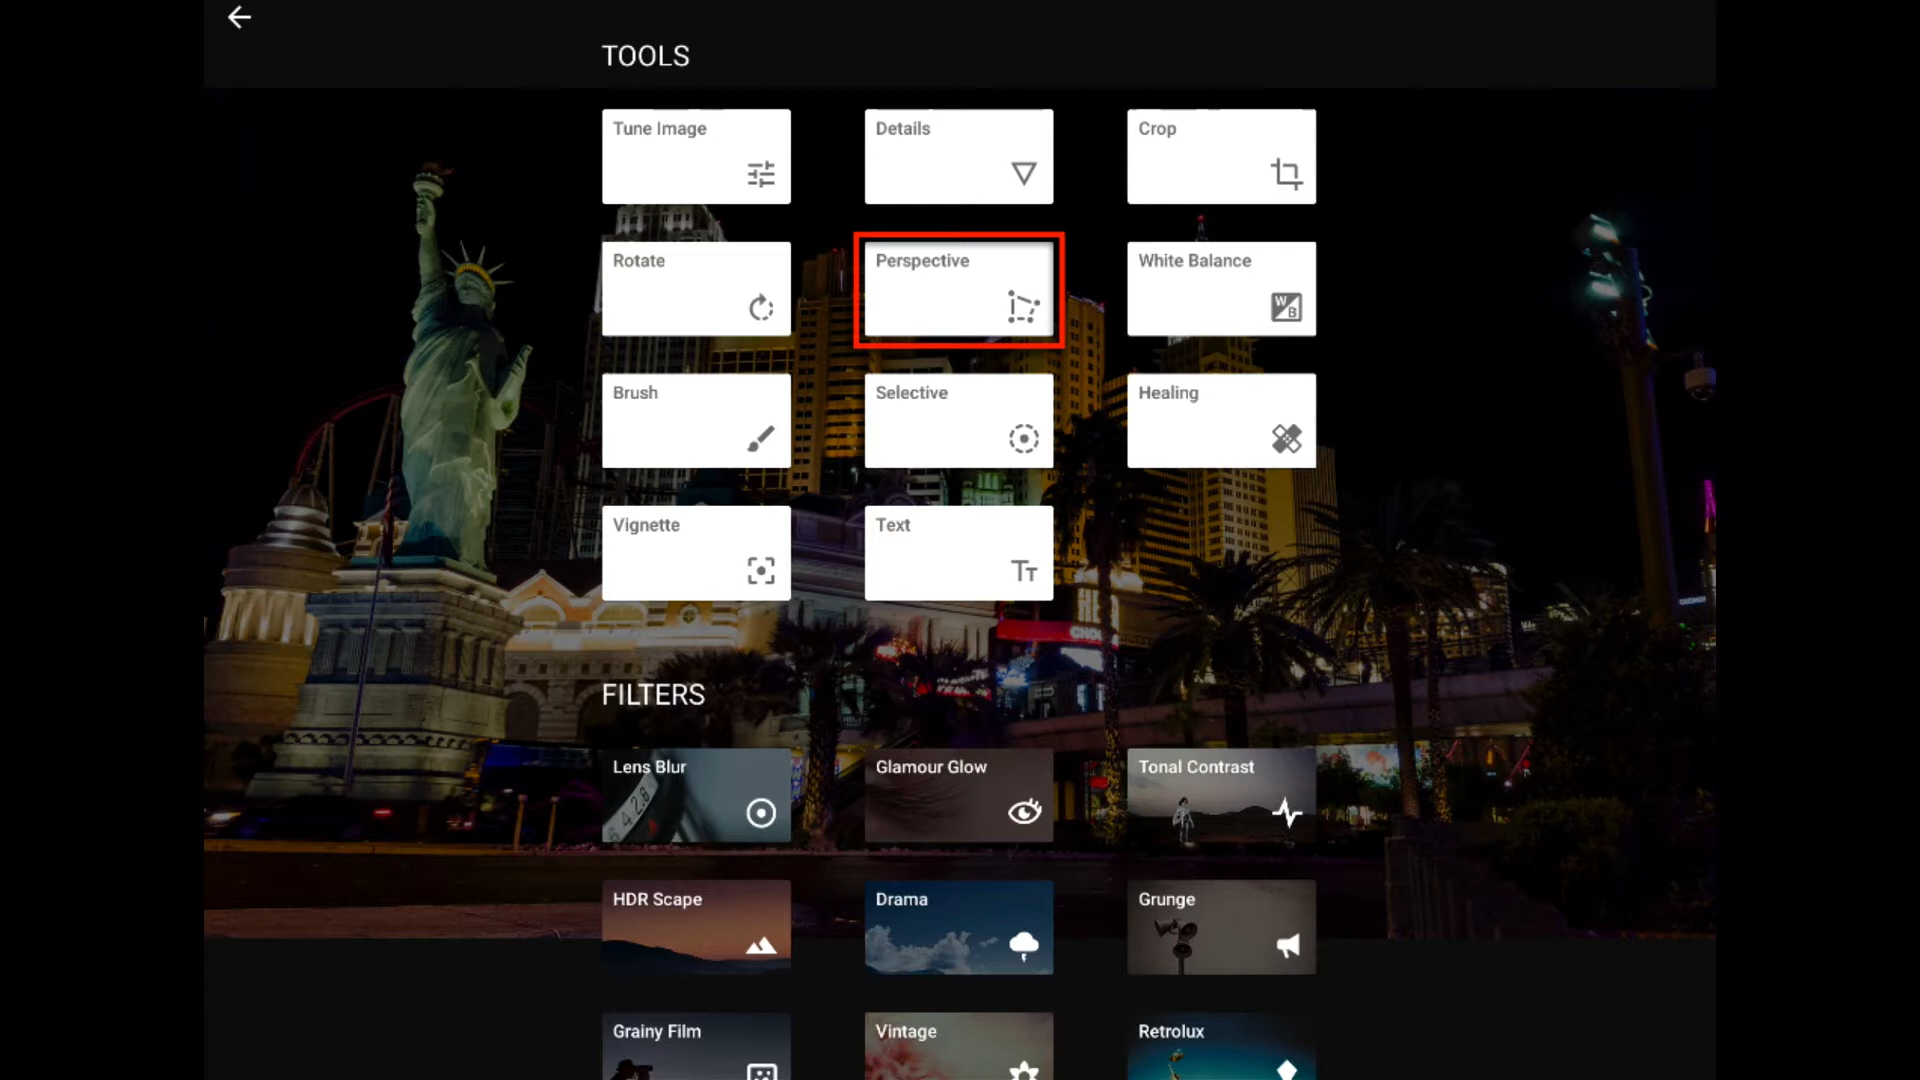 TOOLS
Tune Image
Details
Crop
Rotate
Perspective
White Balance
W
B
Brush
Selective
Healing
Vignette
Text
TT
FILTERS
Lens Blur
Glamour Glow
Tonal Contrast
HDR Scape
Drama
Grunge
Grainy Film
Vintage
Retrolux